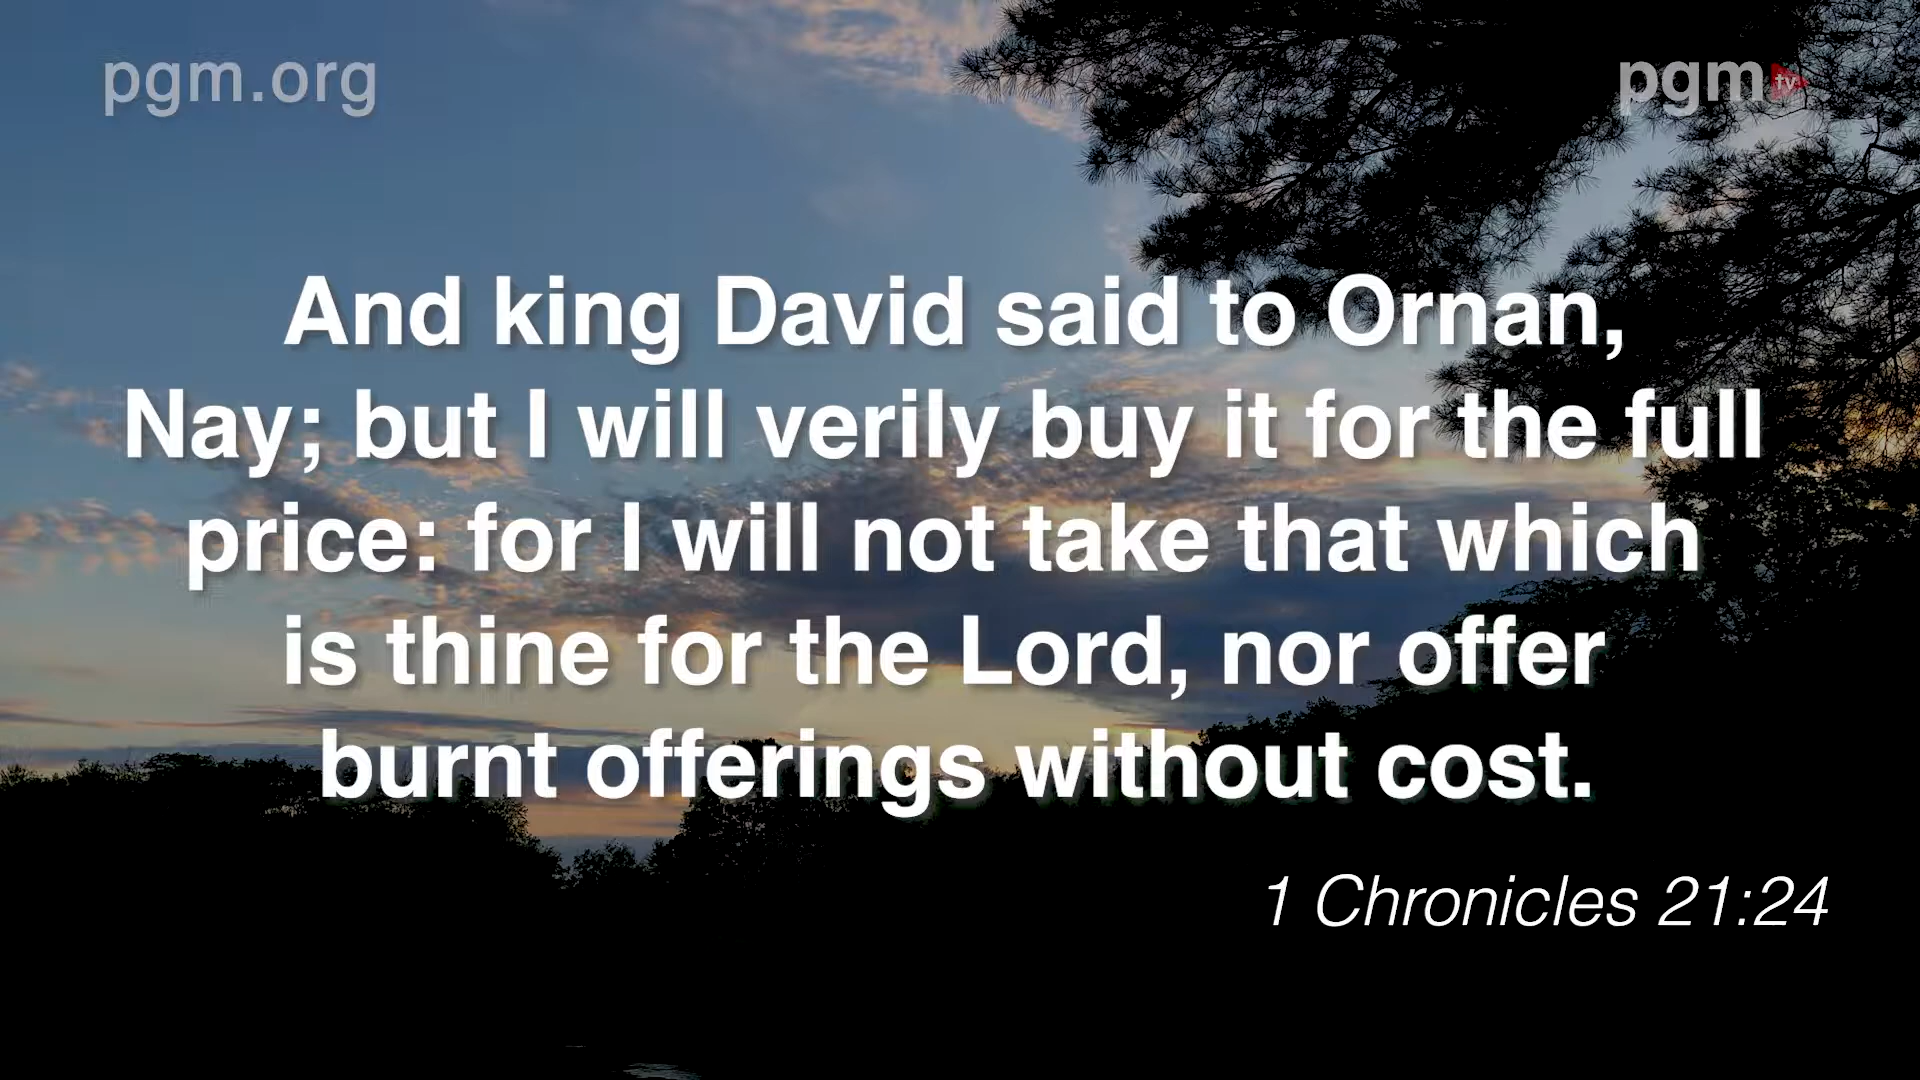 pgm.org
pgm tv
And king David said to Ornan,
Nay; but I will verily buy it for the full
price: for I will not take that which
is thine for the Lord, nor offer
burnt offerings without cost.
1 Chronicles 21:24